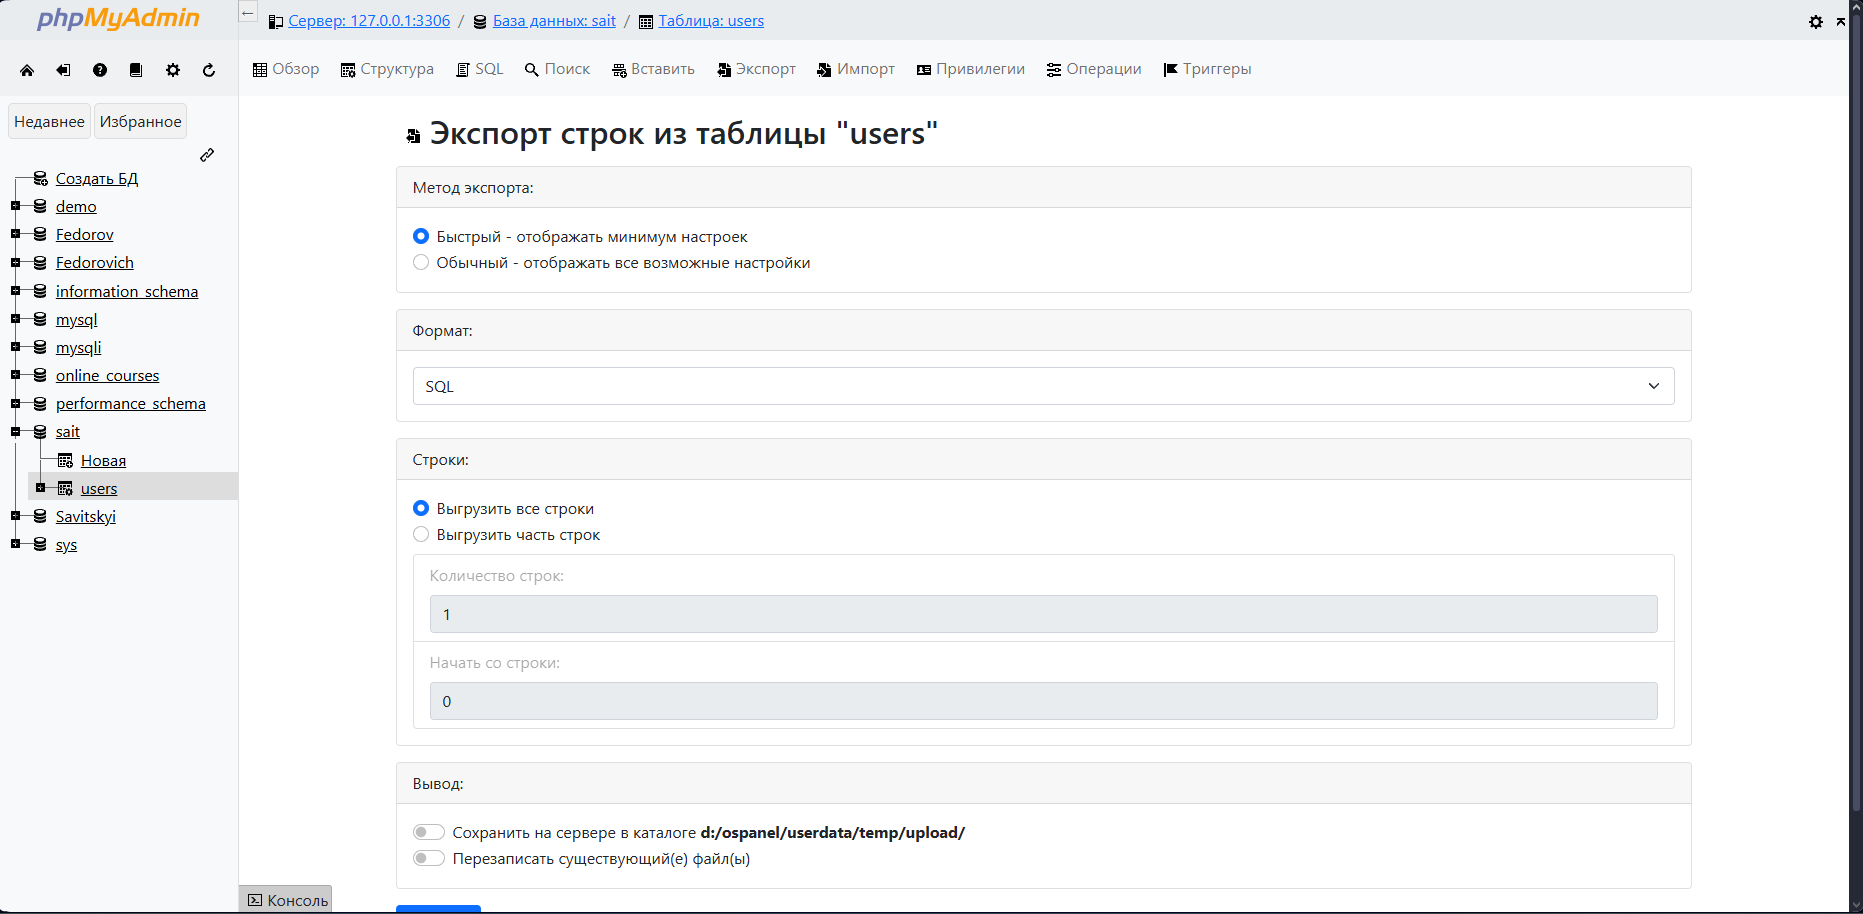 phpMyAdmin
Недавнее Избранное
Создать БД
demo
Fedorov
Fedorovich
information_schema
mysql
mysqli
online_courses
performance_schema
sait
Новая
users
Savitskyi
sys
Сервер: 127.0.0.1:3306 / База данных: sait / Таблица: users
Обзор Структура SQL Поиск Вставить Экспорт Импорт Привилегии Операции Триггеры
Экспорт строк из таблицы "users"
Метод экспорта:
Быстрый - отображать минимум настроек
Обычный - отображать все возможные настройки
Формат:
SQL
Строки:
Выгрузить все строки
Выгрузить часть строк
Количество строк:
1
Начать со строки:
0
Вывод:
Сохранить на сервере в каталоге d:/ospanel/userdata/temp/upload/
Перезаписать существующий(е) файл(ы)
Консоль